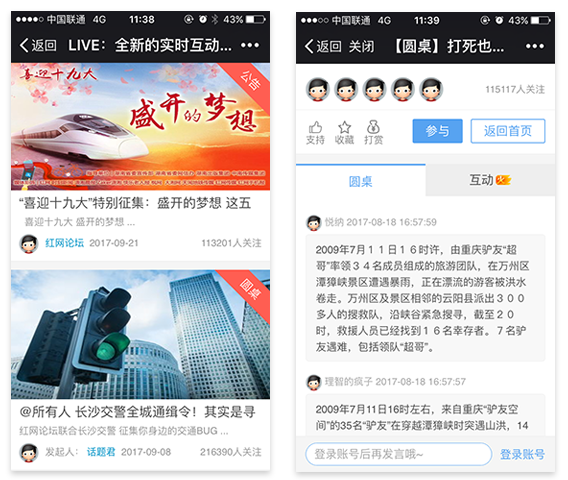 中国联通 4G 11:38 43%
返回 LIVE：全新的实时互动... •••
喜迎十九大
公告
盛开的梦想
“喜迎十九大”特别征集：盛开的梦想 这五
喜迎十九大 盛开的梦想 ...
红网论坛 2017-09-21 113201人关注
圆桌
@所有人 长沙交警全城通缉令！其实是寻
红网论坛联合长沙交警 征集你身边的交通BUG ...
发起人： 话题君 2017-09-08 216390人关注
中国联通 4G 11:39 43%
返回 关闭 【圆桌】打死也... •••
115117人关注
支持 收藏 打赏
参与 返回首页
圆桌 互动
悦纳 2017-08-18 16:57:59
2009年7月１１日１６时许，由重庆驴友“超
哥”率领３４名成员组成的旅游团队，在万州区
潭獐峡景区遭遇暴雨，正在漂流的游客被洪水
卷走。万州区及景区相邻的云阳县派出３００
多人的搜救队，沿峡谷紧急搜寻，截至２０
时，救援人员已经找到１６名幸存者。７名驴
友遇难，包括领队“超哥”。
理智的疯子 2017-08-18 16:57:57
2009年7月11日16时左右，来自重庆“驴友空
间”的35名“驴友”在穿越潭獐峡时突遇山洪，14
登录账号后再发言哦~ 登录账号